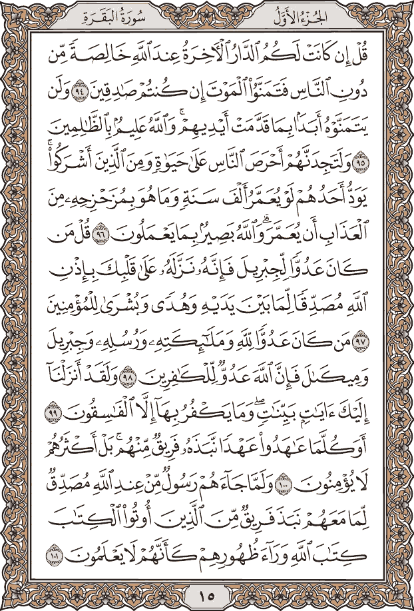 سُورَةُ البَقَرَةِ الجُزءُ الأَوَّلُ
قُلْ إِن كَانَتْ لَكُمُ ٱلدَّارُ ٱلْأَخِرَةُ عِندَ ٱللَّهِ خَالِصَةً مِّن
دُونِ ٱلنَّاسِ فَتَمَنَّوُا۟ ٱلْمَوْتَ إِن كُنتُمْ صَٰدِقِينَ ٩٤ وَلَن
يَتَمَنَّوْهُ أَبَدًۢا بِمَا قَدَّمَتْ أَيْدِيهِمْ ۚ وَٱللَّهُ عَلِيمٌۢ بِٱلظَّٰلِمِينَ
٩٥ وَلَتَجِدَنَّهُمْ أَحْرَصَ ٱلنَّاسِ عَلَىٰ حَيَوٰةٍ وَمِنَ ٱلَّذِينَ أَشْرَكُوا۟ ۚ
يَوَدُّ أَحَدُهُمْ لَوْ يُعَمَّرُ أَلْفَ سَنَةٍ وَمَا هُوَ بِمُزَحْزِحِهِۦ مِنَ
ٱلْعَذَابِ أَن يُعَمَّرَ ۗ وَٱللَّهُ بَصِيرٌۢ بِمَا يَعْمَلُونَ ٩٦ قُلْ مَن
كَانَ عَدُوًّا لِّجِبْرِيلَ فَإِنَّهُۥ نَزَّلَهُۥ عَلَىٰ قَلْبِكَ بِإِذْنِ
ٱللَّهِ مُصَدِّقًا لِّمَا بَيْنَ يَدَيْهِ وَهُدًى وَبُشْرَىٰ لِلْمُؤْمِنِينَ
٩٧ مَن كَانَ عَدُوًّا لِّلَّهِ وَمَلَٰٓئِكَتِهِۦ وَرُسُلِهِۦ وَجِبْرِيلَ
وَمِيكَىٰلَ فَإِنَّ ٱللَّهَ عَدُوٌّ لِّلْكَٰفِرِينَ ٩٨ وَلَقَدْ أَنزَلْنَآ
إِلَيْكَ ءَايَٰتٍۭ بَيِّنَٰتٍ ۖ وَمَا يَكْفُرُ بِهَآ إِلَّا ٱلْفَٰسِقُونَ ٩٩
أَوَكُلَّمَا عَٰهَدُوا۟ عَهْدًا نَّبَذَهُۥ فَرِيقٌ مِّنْهُم ۚ بَلْ أَكْثَرُهُمْ
لَا يُؤْمِنُونَ ١٠٠ وَلَمَّا جَآءَهُمْ رَسُولٌ مِّنْ عِندِ ٱللَّهِ مُصَدِّقٌ
لِّمَا مَعَهُمْ نَبَذَ فَرِيقٌ مِّنَ ٱلَّذِينَ أُوتُوا۟ ٱلْكِتَٰبَ
كِتَٰبَ ٱللَّهِ وَرَآءَ ظُهُورِهِمْ كَأَنَّهُمْ لَا يَعْلَمُونَ ١٠١
١٥